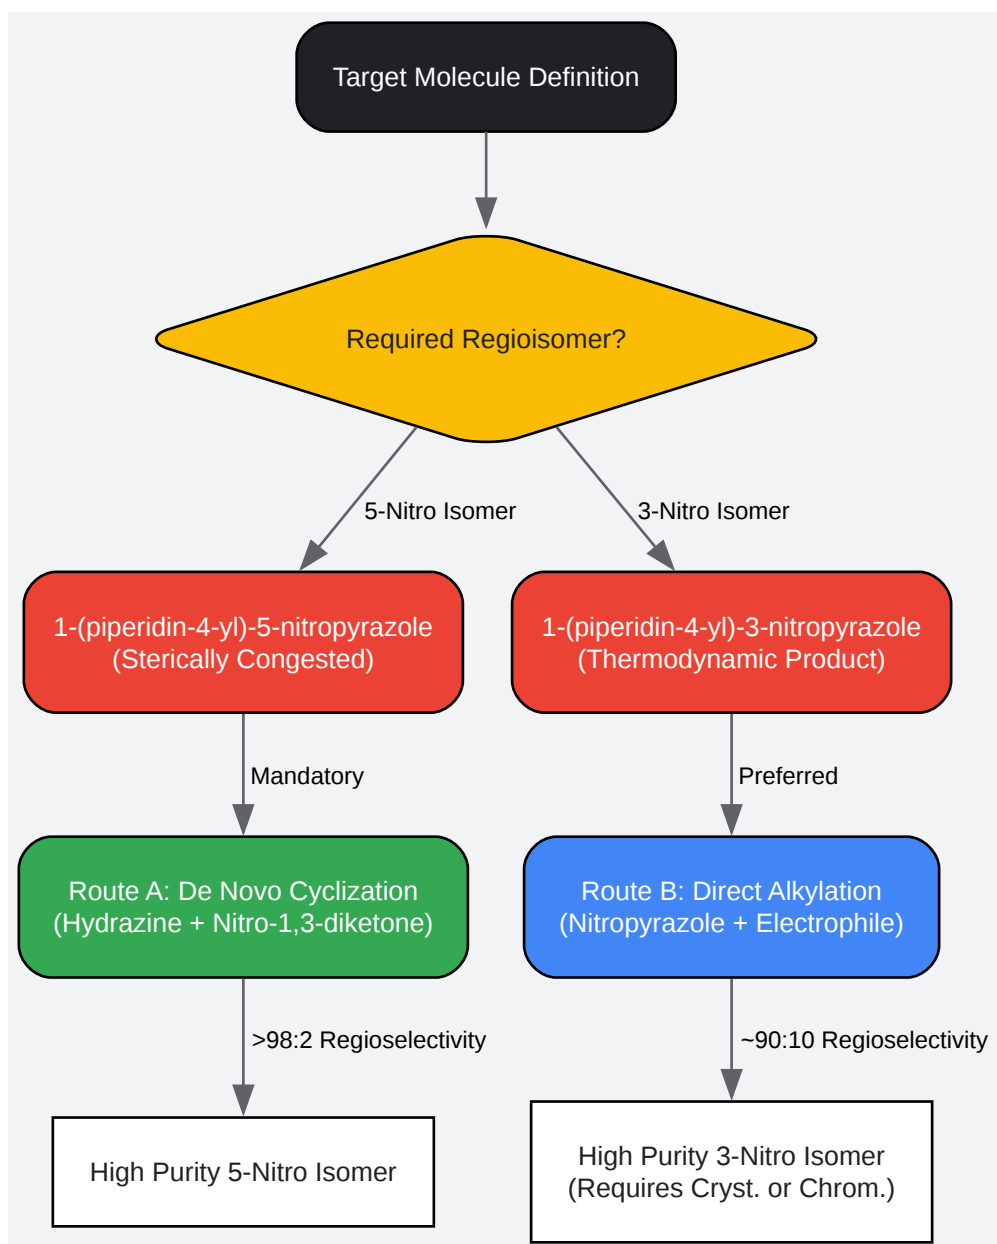 Target Molecule Definition
Required Regioisomer?
5-Nitro Isomer
3-Nitro Isomer
1-(piperidin-4-yl)-5-nitropyrazole
(Sterically Congested)
1-(piperidin-4-yl)-3-nitropyrazole
(Thermodynamic Product)
Mandatory
Preferred
Route A: De Novo Cyclization
(Hydrazine + Nitro-1,3-diketone)
Route B: Direct Alkylation
(Nitropyrazole + Electrophile)
>98:2 Regioselectivity
~90:10 Regioselectivity
High Purity 5-Nitro Isomer
High Purity 3-Nitro Isomer
(Requires Cryst. or Chrom.)